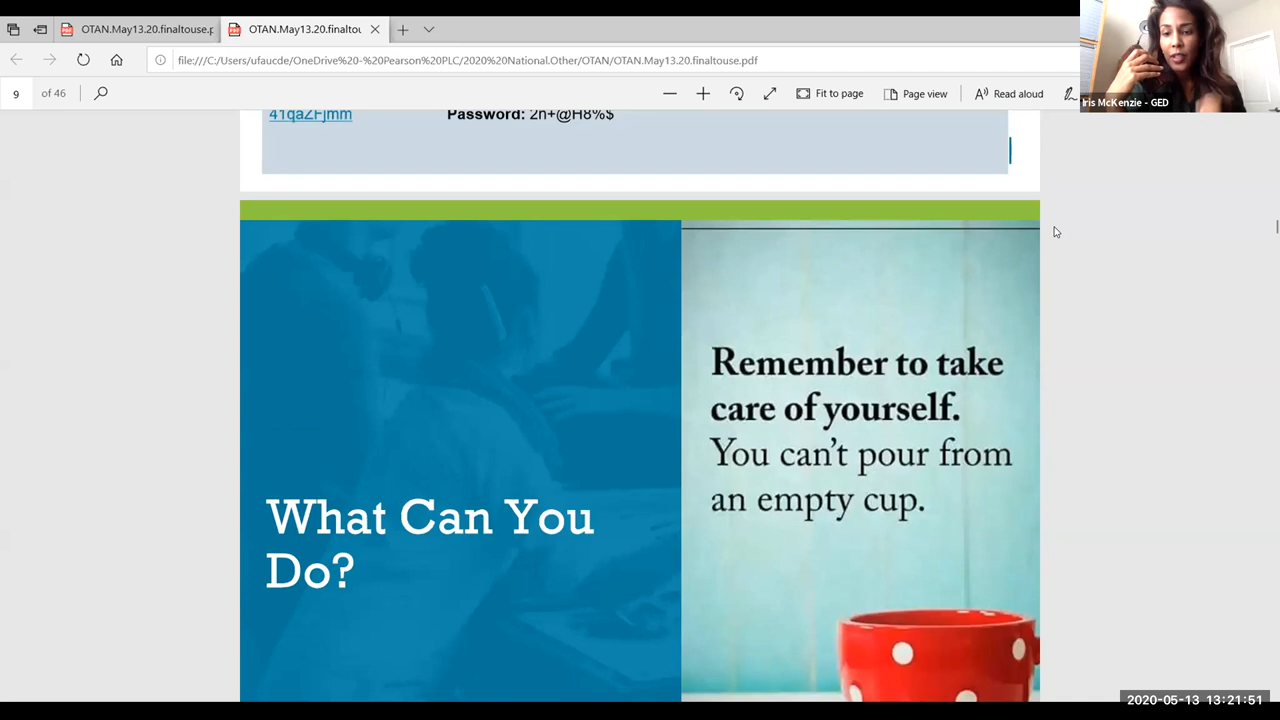 OTAN.May13.20.finaltouse.p
OTAN.May13.20.finaltou
file:///C:/Users/ufaucde/OneDrive%20-%20Pearson%20PLC/2020%20National.Other/OTAN/OTAN.May13.20.finaltouse.pdf
9 of 46
Fit to page
Page view
Read aloud
Iris McKenzie - GED
41qaZFjmm
Password: 2n+@H8%$
Remember to take
care of yourself.
You can't pour from
an empty cup.
What Can You
Do?
2020-05-13 13:21:51